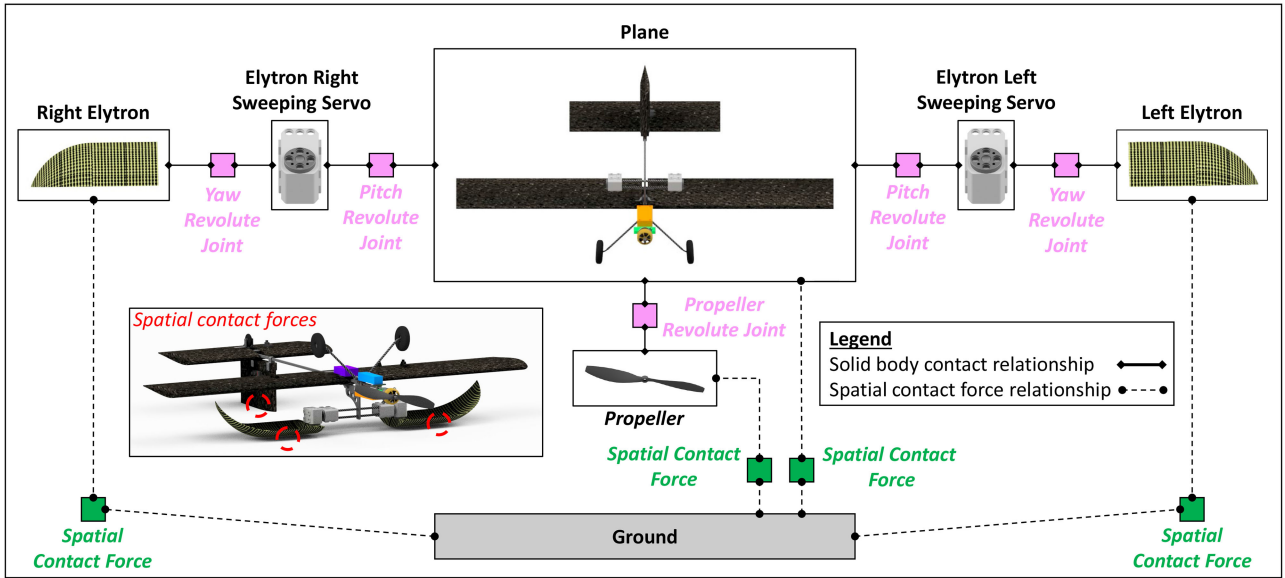 Plane
Elytron Right
Sweeping Servo
Elytron Left
Sweeping Servo
Right Elytron
Left Elytron
Yaw
Revolute
Joint
Pitch
Revolute
Joint
Pitch
Revolute
Joint
Yaw
Revolute
Joint
Propeller
Revolute Joint
Spatial contact forces
Legend
Solid body contact relationship
Spatial contact force relationship
Propeller
Spatial Contact
Force
Spatial Contact
Force
Spatial
Contact Force
Ground
Spatial
Contact Force